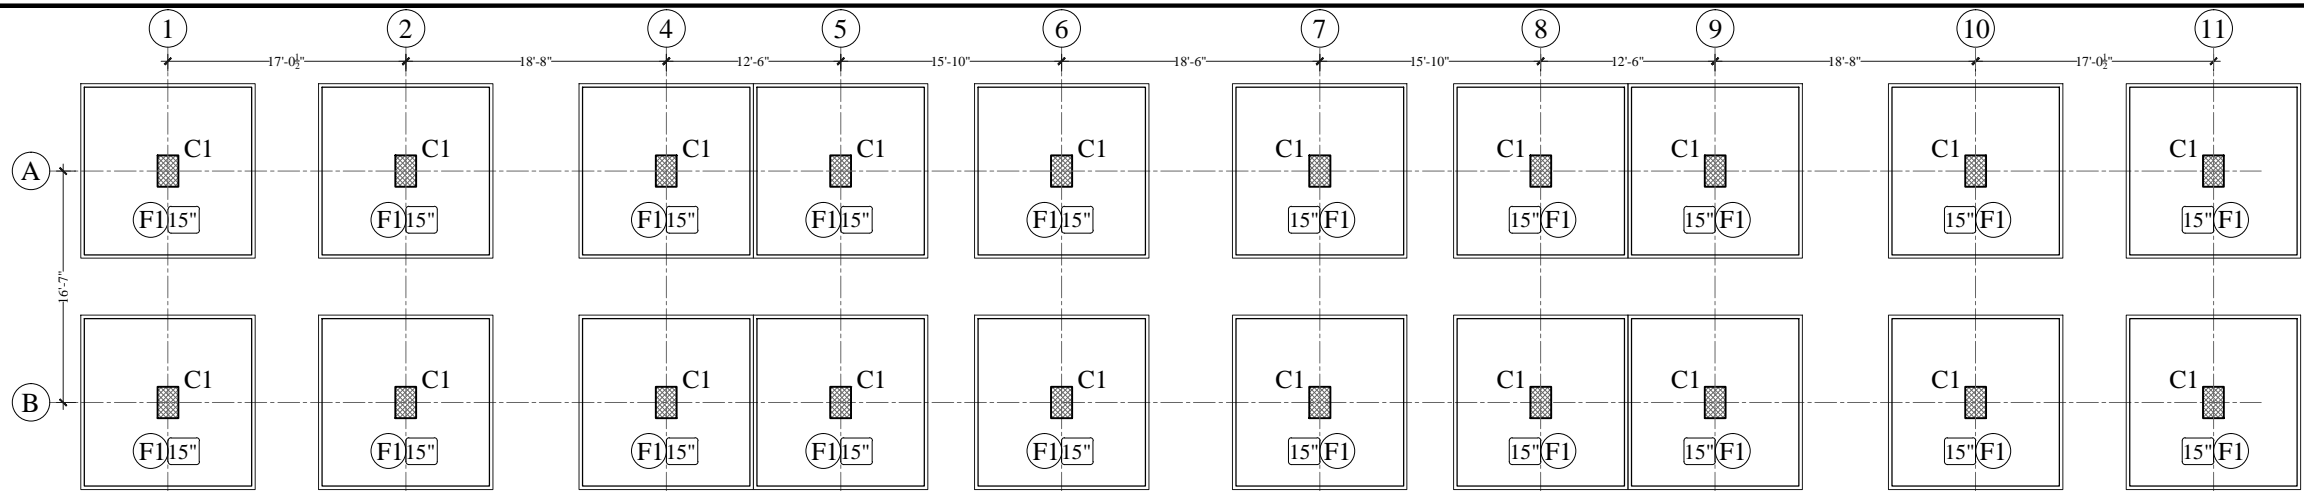 1 2 4 5 6 7 8 9 10 11
17'-0½" 18'-8" 12'-6" 15'-10" 18'-6" 15'-10" 12'-6" 18'-8" 17'-0½"
C1 C1 C1 C1 C1 C1 C1 C1 C1 C1
A
F1 15" F1 15" F1 15" F1 15" F1 15" 15" F1 15" F1 15" F1 15" F1 15" F1
16'-7"
C1 C1 C1 C1 C1 C1 C1 C1 C1 C1
B
F1 15" F1 15" F1 15" F1 15" F1 15" 15" F1 15" F1 15" F1 15" F1 15" F1